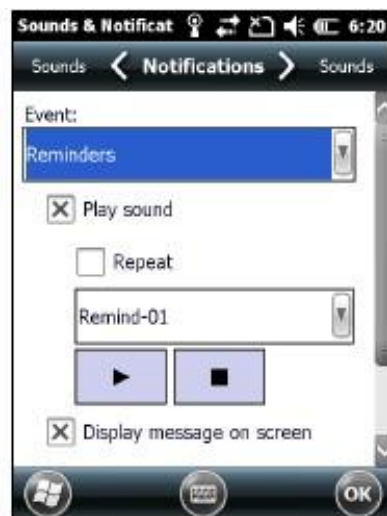 Sounds & Notificat 6:20
Sounds Notifications Sounds
Event:
Reminders
Play sound
Repeat
Remind-01
Display message on screen
OK